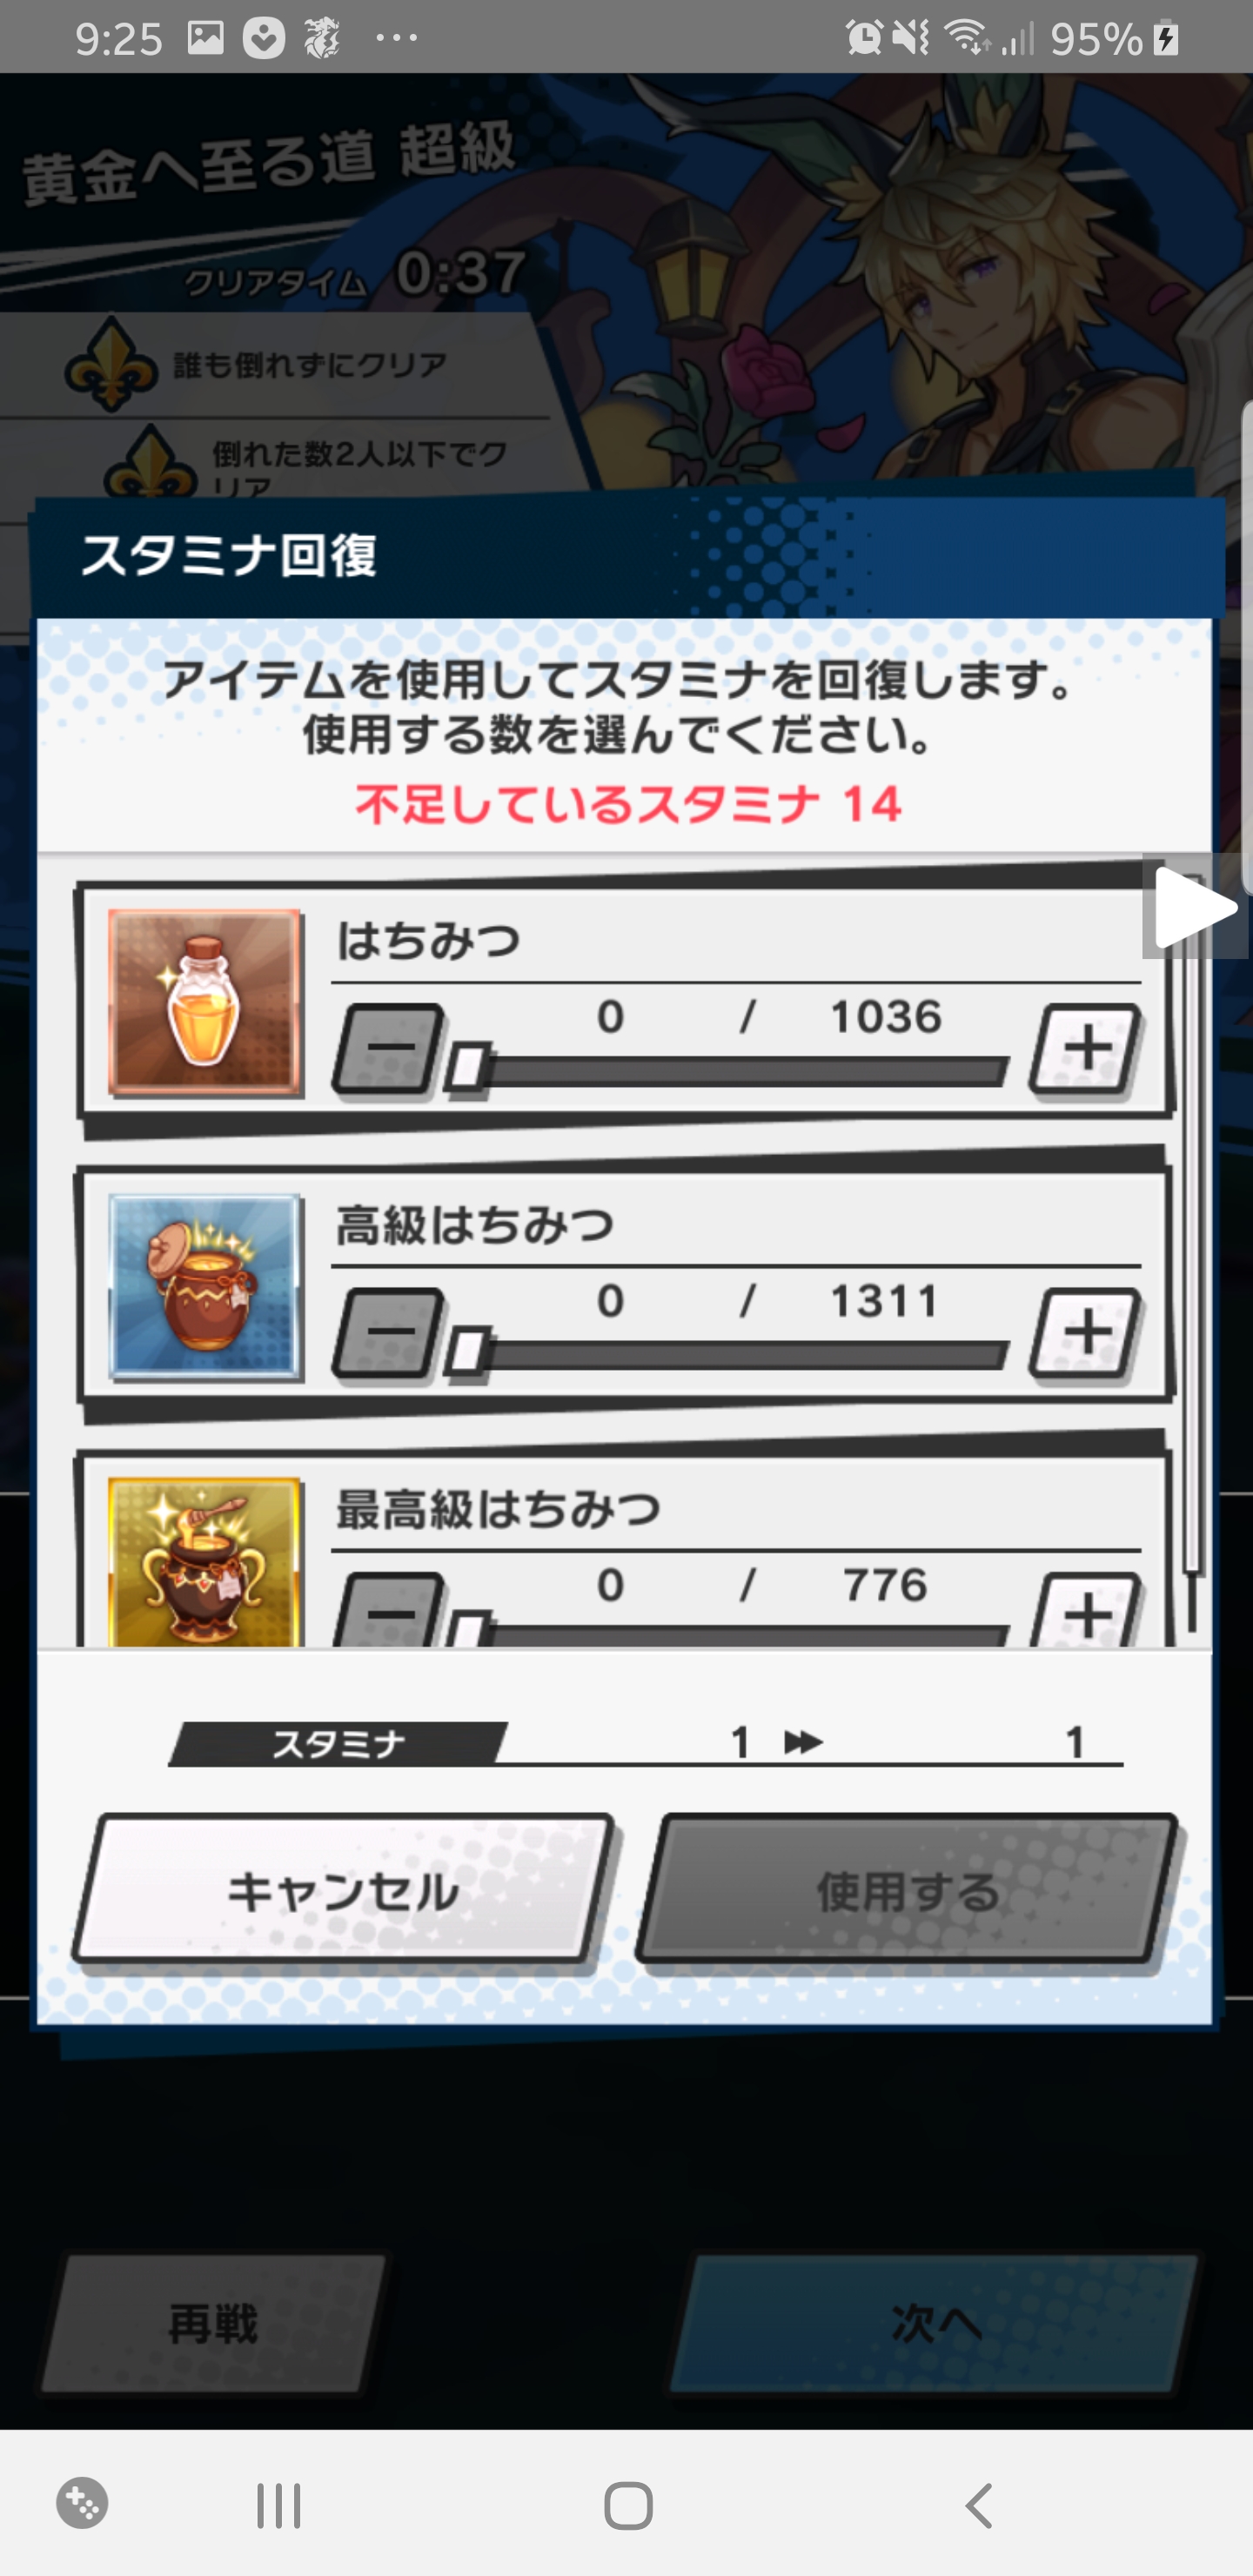 9:25
95%
黄金へ至る道 超級
クリアタイム 0:37
誰も倒れずにクリア
倒れた数2人以下でク
リア
スタミナ回復
アイテムを使用してスタミナを回復します。
使用する数を選んでください。
不足しているスタミナ 14
はちみつ
0 / 1036
高級はちみつ
0 / 1311
最高級はちみつ
0 / 776
スタミナ 1 1
キャンセル 使用する
再戦 次へ